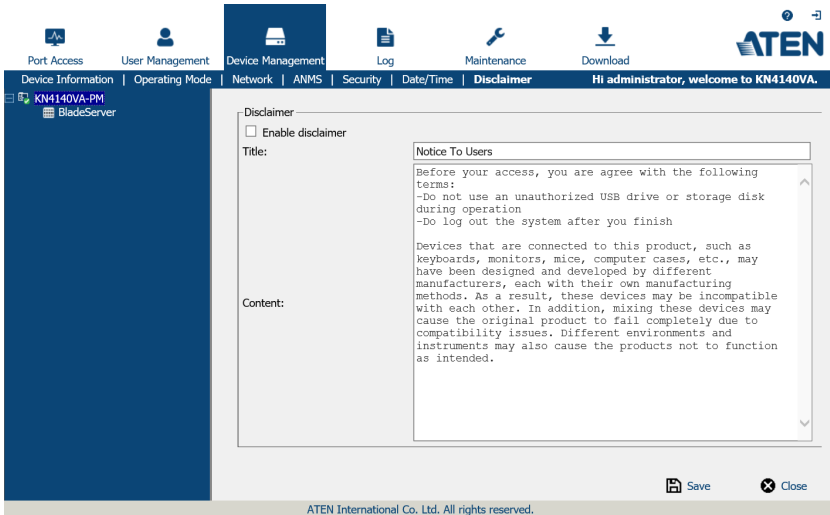 ATEN
Port Access
User Management
Device Management
Log
Maintenance
Download
Device Information | Operating Mode | Network | ANMS | Security | Date/Time | Disclaimer
Hi administrator, welcome to KN4140VA.
KN4140VA-PM
BladeServer
Disclaimer
Enable disclaimer
Title:
Notice To Users
Content:
Before your access, you are agree with the following
terms:
-Do not use an unauthorized USB drive or storage disk
during operation
-Do log out the system after you finish
Devices that are connected to this product, such as
keyboards, monitors, mice, computer cases, etc., may
have been designed and developed by different
manufacturers, each with their own manufacturing
methods. As a result, these devices may be incompatible
with each other. In addition, mixing these devices may
cause the original product to fail completely due to
compatibility issues. Different environments and
instruments may also cause the products not to function
as intended.
Save
Close
ATEN International Co. Ltd. All rights reserved.